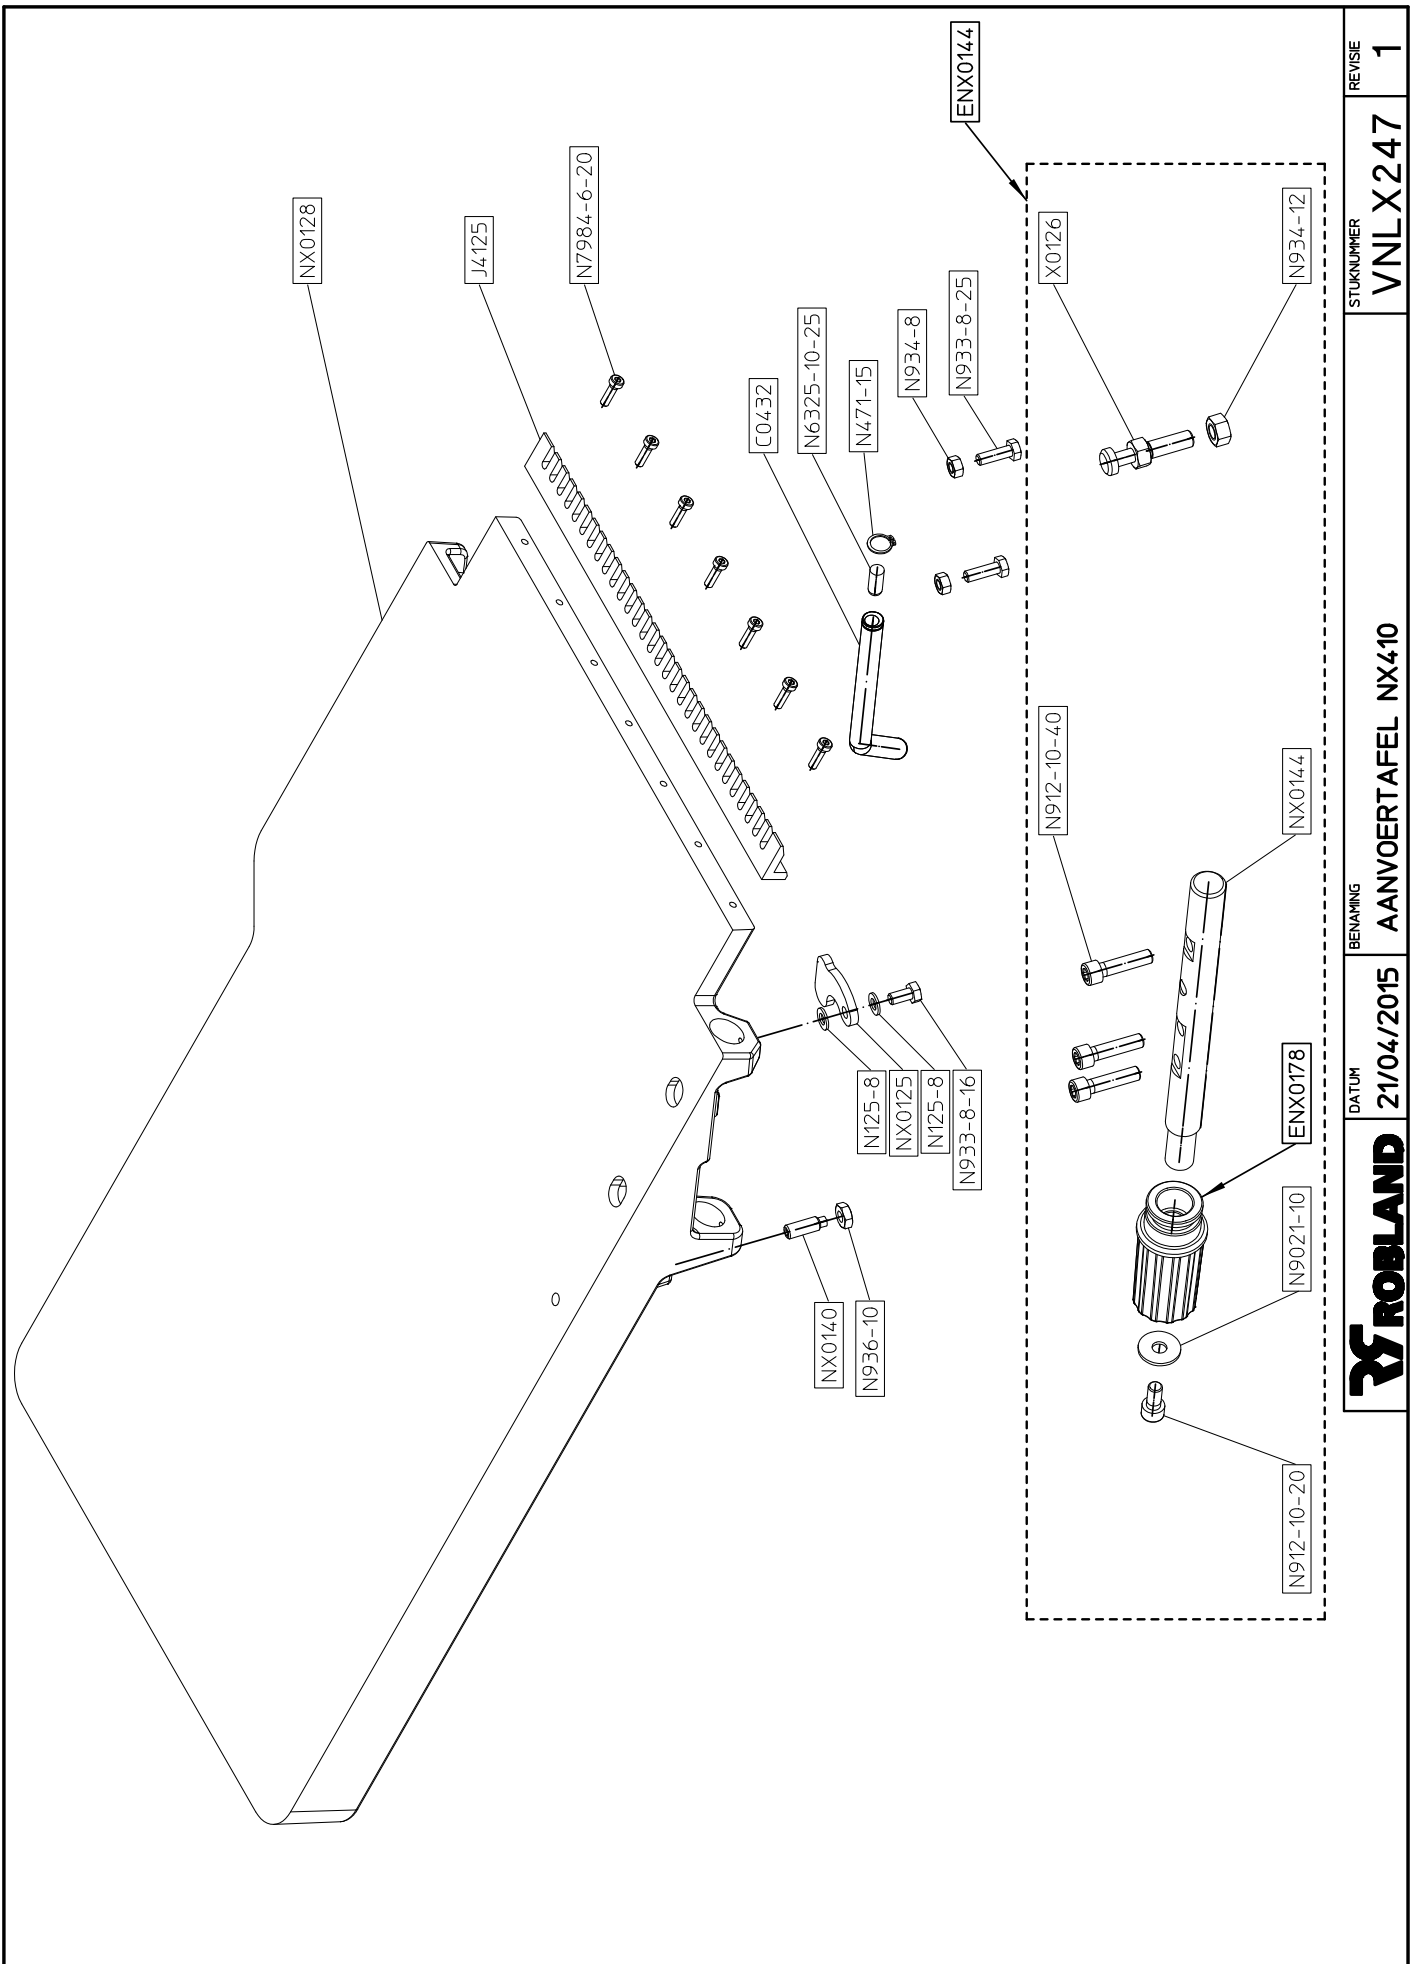 NX0128
J4125
N7984-6-20
C0432
N6325-10-25
N471-15
N934-8
N933-8-25
ENX0144
X0126
N934-12
N912-10-40
NX0144
N125-8
NX0125
N125-8
N933-8-16
NX0140
N936-10
ENX0178
N9021-10
N912-10-20
ROBLAND
DATUM
21/04/2015
BENAMING
AANVOERTAFEL NX410
STUKNUMMER
VNLX247
REVISIE
1